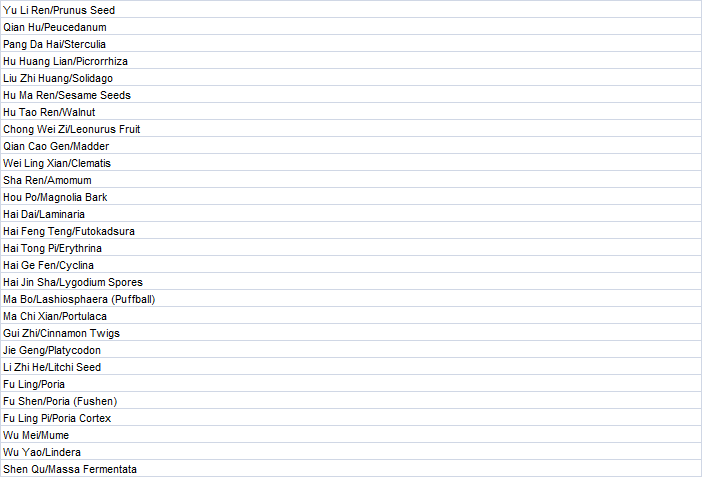 Yu Li Ren/Prunus Seed
Qian Hu/Peucedanum
Pang Da Hai/Sterculia
Hu Huang Lian/Picrorrhiza
Liu Zhi Huang/Solidago
Hu Ma Ren/Sesame Seeds
Hu Tao Ren/Walnut
Chong Wei Zi/Leonurus Fruit
Qian Cao Gen/Madder
Wei Ling Xian/Clematis
Sha Ren/Amomum
Hou Po/Magnolia Bark
Hai Dai/Laminaria
Hai Feng Teng/Futokadsura
Hai Tong Pi/Erythrina
Hai Ge Fen/Cyclina
Hai Jin Sha/Lygodium Spores
Ma Bo/Lashiosphaera (Puffball)
Ma Chi Xian/Portulaca
Gui Zhi/Cinnamon Twigs
Jie Geng/Platycodon
Li Zhi He/Litchi Seed
Fu Ling/Poria
Fu Shen/Poria (Fushen)
Fu Ling Pi/Poria Cortex
Wu Mei/Mume
Wu Yao/Lindera
Shen Qu/Massa Fermentata